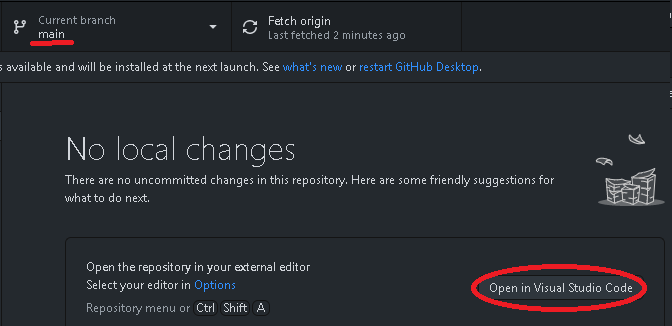 Current branch
main
Fetch origin
Last fetched 2 minutes ago
s available and will be installed at the next launch. See what's new or restart GitHub Desktop.
No local changes
There are no uncommitted changes in this repository. Here are some friendly suggestions for
what to do next.
Open the repository in your external editor
Select your editor in Options
Repository menu or Ctrl Shift A
Open in Visual Studio Code